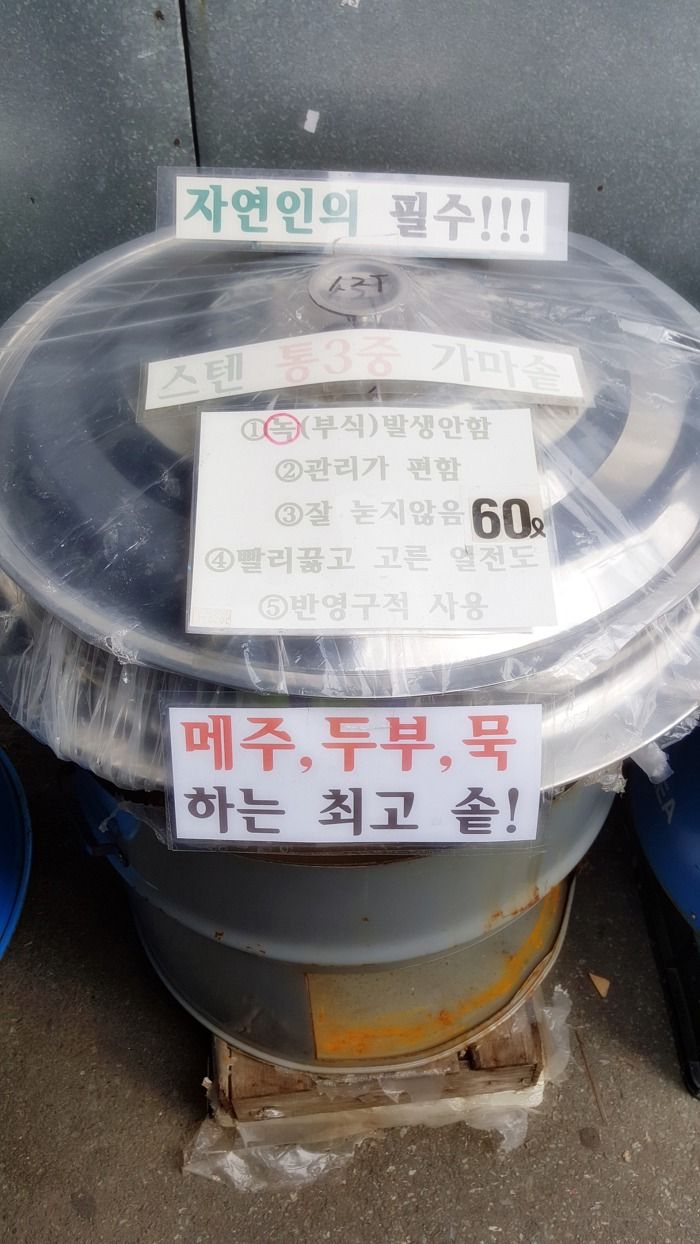 자연인의 필수!!!
스텐 통3중 가마솥
①녹(부식)발생안함
②관리가 편함
③잘 눋지않음
60ℓ
④빨리끓고 고른 열전도
⑤반영구적 사용
메주,두부,묵
하는 최고 솥!